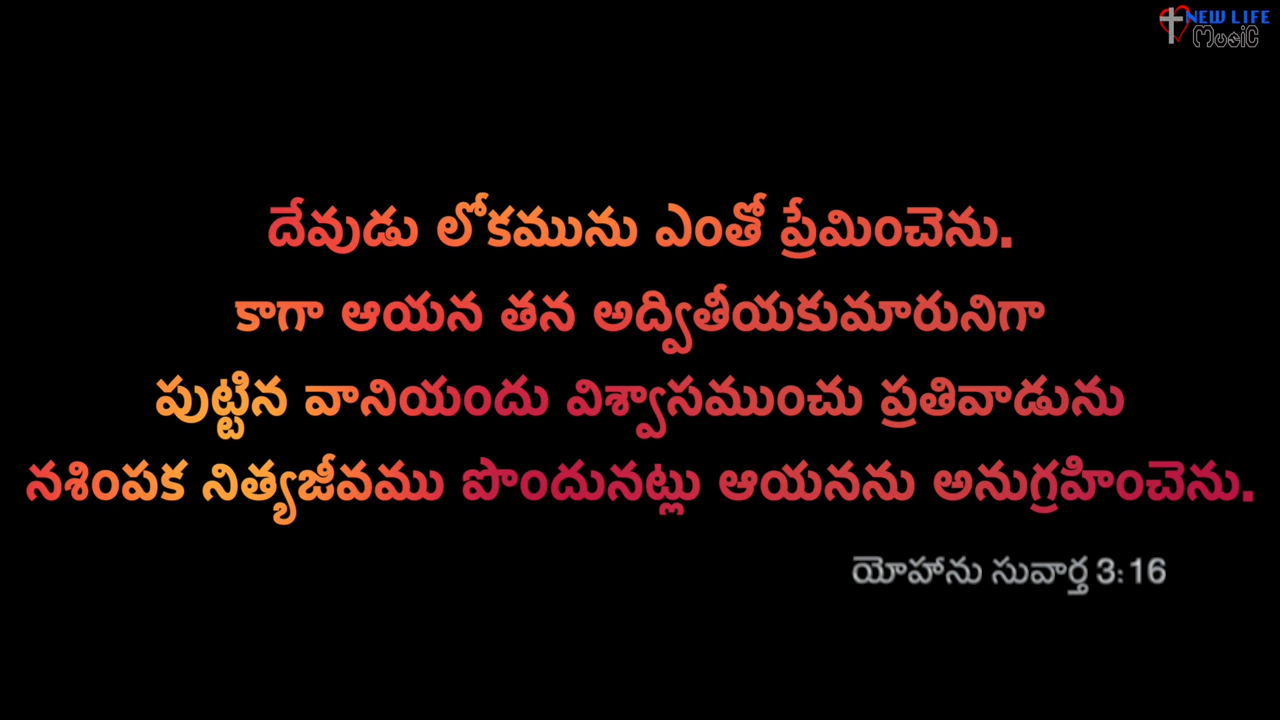 NEW LIFE
MusiC
దేవుడు లోకమును ఎంతో ప్రేమించెను.
కాగా ఆయన తన అద్వితీయకుమారునిగా
పుట్టిన వానియందు విశ్వాసముంచు ప్రతివాడును
నశింపక నిత్యజీవము పొందునట్లు ఆయనను అనుగ్రహించెను.
యోహాను సువార్త 3:16